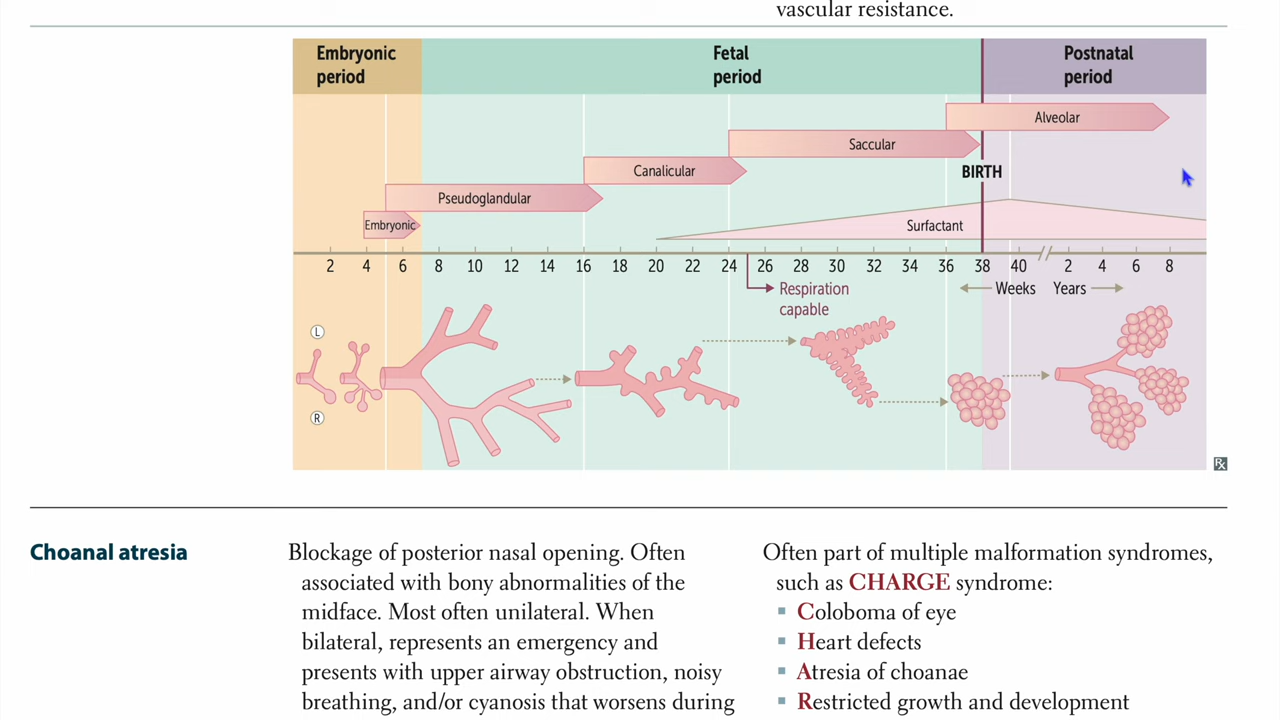 vascular resistance.
Embryonic
period
Fetal
period
Postnatal
period
Alveolar
Saccular
Canalicular
BIRTH
Pseudoglandular
Embryonic
Surfactant
2 4 6 8 10 12 14 16 18 20 22 24 26 28 30 32 34 36 38 40 2 4 6 8
Respiration
capable
Weeks Years
L
R
Rx
Choanal atresia
Blockage of posterior nasal opening. Often
associated with bony abnormalities of the
midface. Most often unilateral. When
bilateral, represents an emergency and
presents with upper airway obstruction, noisy
breathing, and/or cyanosis that worsens during
Often part of multiple malformation syndromes,
such as CHARGE syndrome:
▪ Coloboma of eye
▪ Heart defects
▪ Atresia of choanae
▪ Restricted growth and development